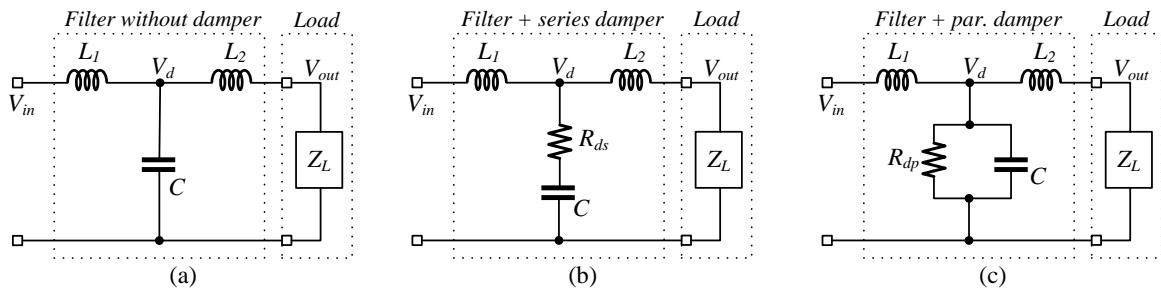 Filter without damper
Load
L1
L2
Vd
Vout
Vin
C
ZL
(a)
Filter + series damper
Load
L1
L2
Vd
Vout
Vin
Rds
C
ZL
(b)
Filter + par. damper
Load
L1
L2
Vd
Vout
Vin
Rdp
C
ZL
(c)